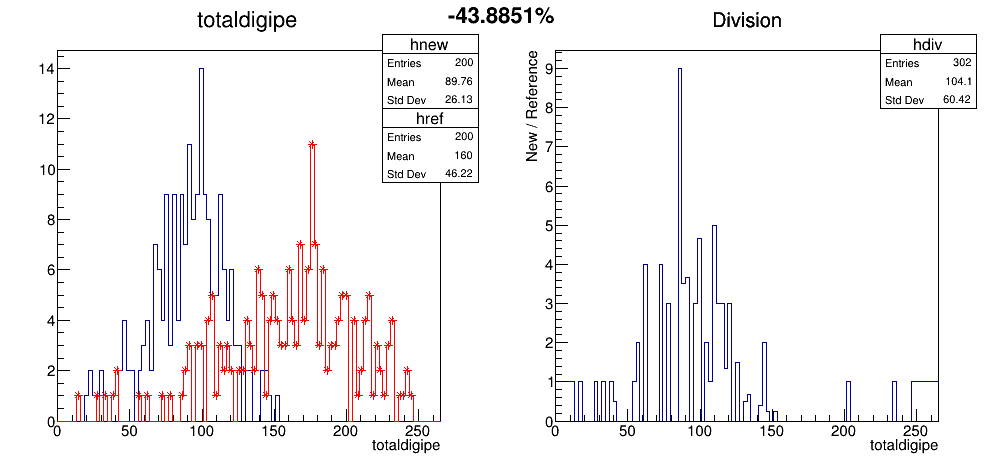 -43.8851%
totaldigipe
hnew
Entries 200
Mean 89.76
Std Dev 26.13
href
Entries 200
Mean 160
Std Dev 46.22
14
12
10
8
6
4
2
0
0 50 100 150 200 250
totaldigipe
Division
hdiv
Entries 302
Mean 104.1
Std Dev 60.42
New / Reference
9
8
7
6
5
4
3
2
1
0
0 50 100 150 200 250
totaldigipe